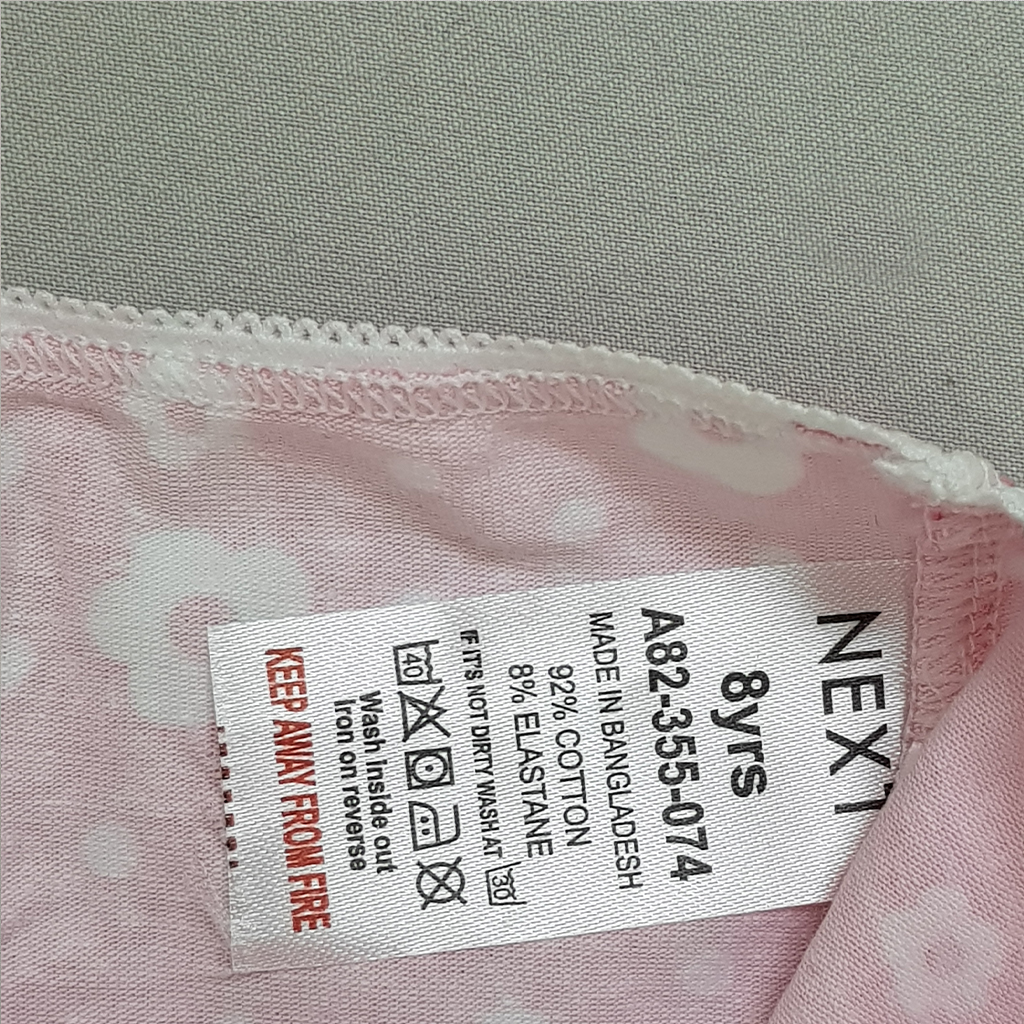 NEXT
8yrs
A82-355-074
MADE IN BANGLADESH
92% COTTON
8% ELASTANE
IF IT'S NOT DIRTY WASH AT 30
40
Wash Inside out
Iron on reverse
KEEP AWAY FROM FIRE